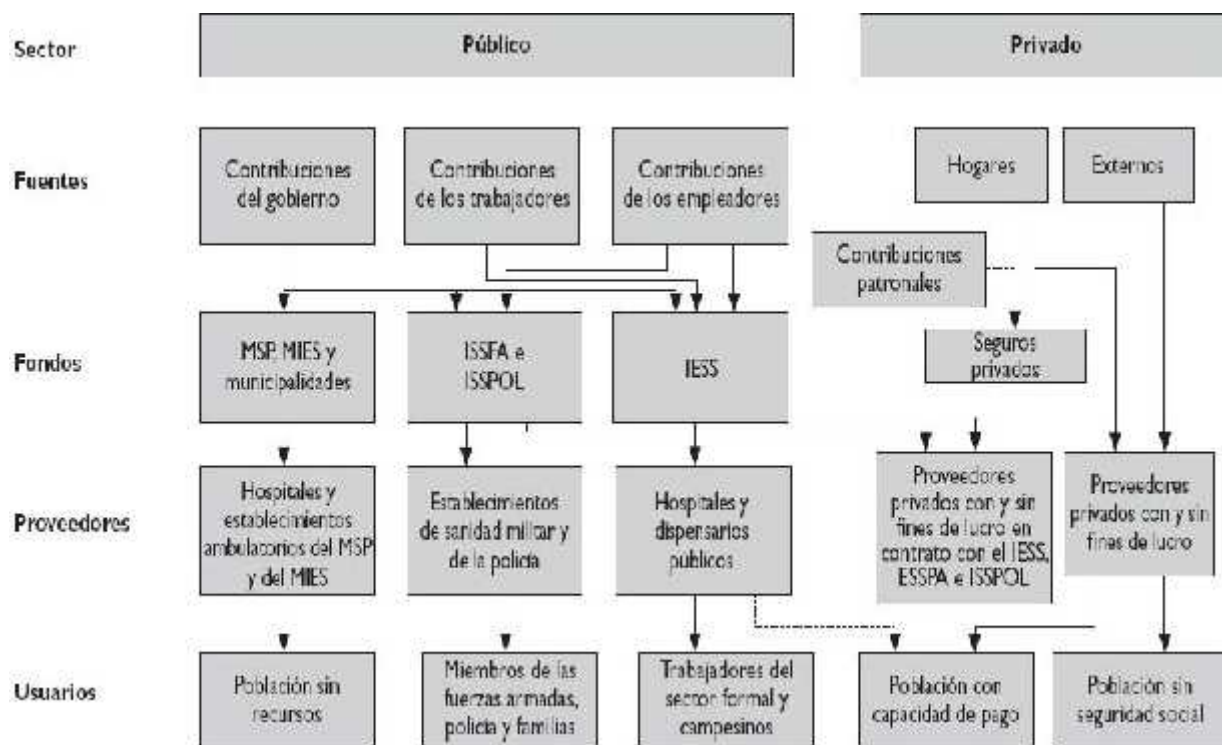 Sector
Público
Privado
Fuentes
Contribuciones
del gobierno
Contribuciones
de los trabajadores
Contribuciones
de los empleadores
Hogares
Externos
Contribuciones
patronales
Fondos
MSP, MIES y
municipalidades
ISSFA e
ISSPOL
IESS
Seguros
privados
Proveedores
Hospitales y
establecimientos
ambulatorios del MSP
y del MIES
Establecimientos
de sanidad militar y
de la policía
Hospitales y
dispensarios
públicos
Proveedores
privados con y sin
fines de lucro en
contrato con el IESS,
ESSPA e ISSPOL
Proveedores
privados con y sin
fines de lucro
Usuarios
Población sin
recursos
Miembros de las
fuerzas armadas,
policía y familias
Trabajadores del
sector formal y
campesinos
Población con
capacidad de pago
Población sin
seguridad social